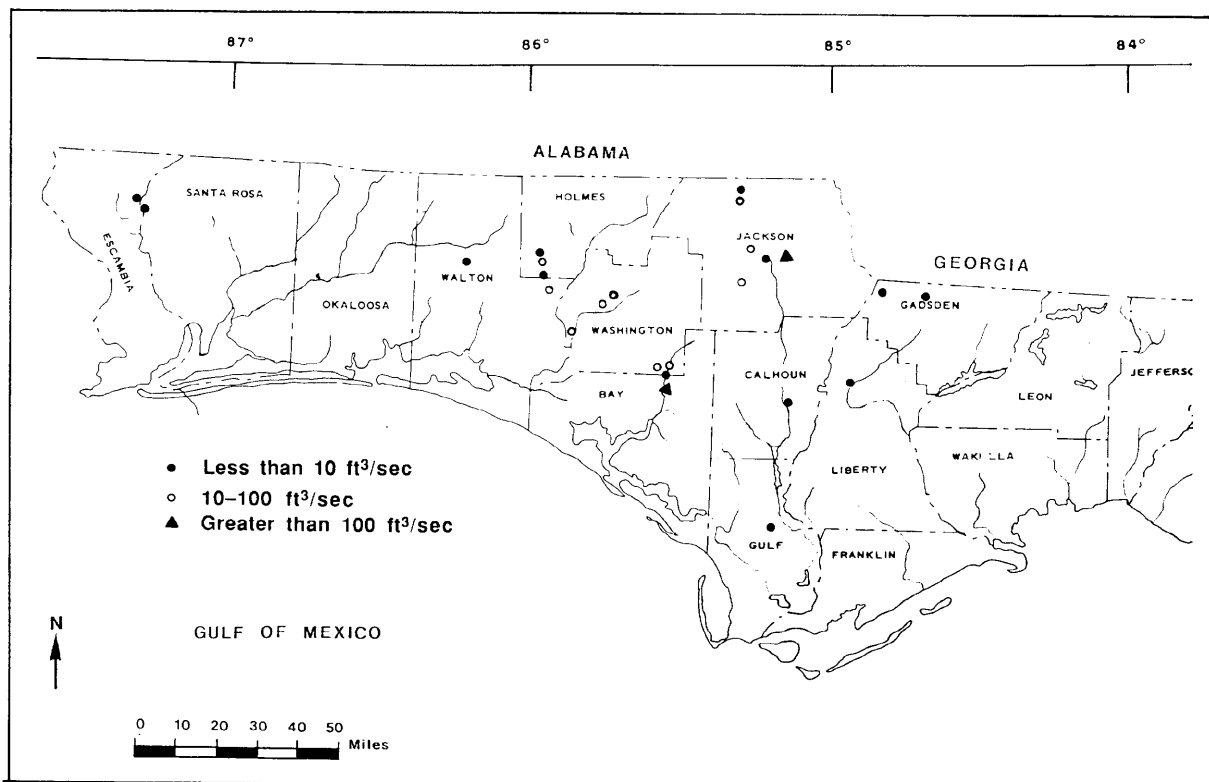 87° 86° 85° 84°
ALABAMA
SANTA ROSA
HOLMES
JACKSON
ESCAMBIA
WALTON
GEORGIA
OKALOOSA
GADSDEN
WASHINGTON
CALHOUN
JEFFERSO
BAY
LEON
LIBERTY
● Less than 10 ft³/sec
○ 10–100 ft³/sec
▲ Greater than 100 ft³/sec
GULF
FRANKLIN
N
GULF OF MEXICO
0 10 20 30 40 50
Miles